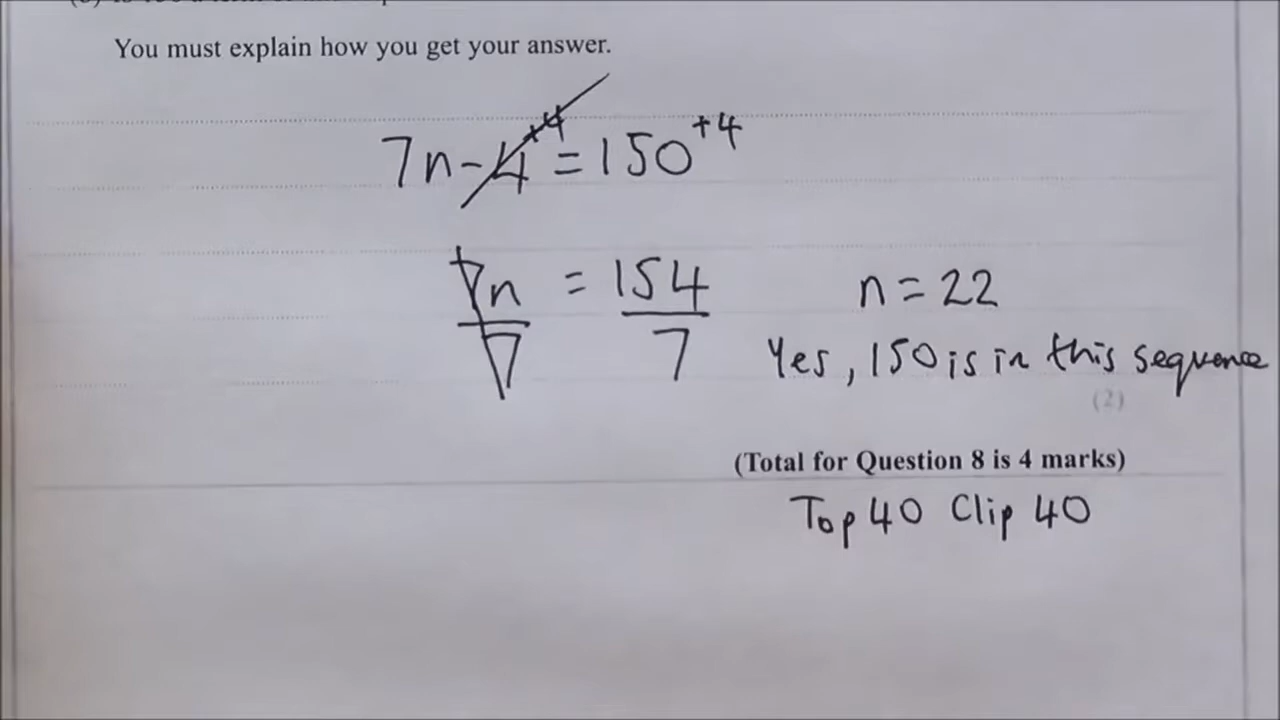 You must explain how you get your answer.
7n-4+4=150+4
7n = 154 n=22
7 7
Yes, 150 is in this sequence
(2)
(Total for Question 8 is 4 marks)
Top 40 Clip 40